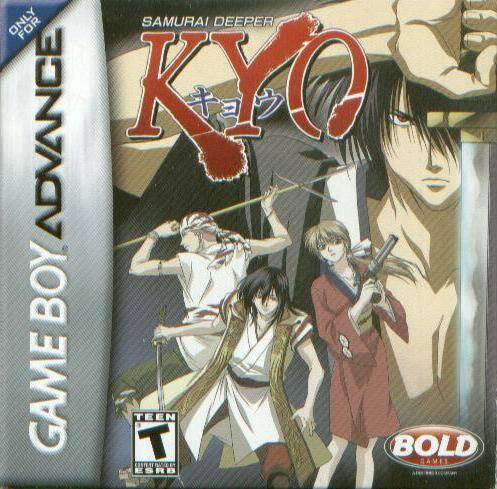 ONLY
FOR
GAME BOY ADVANCE
SAMURAI DEEPER
KYO
キョウ
TEEN
T
CONTENT RATED BY
ESRB
BOLD
GAMES